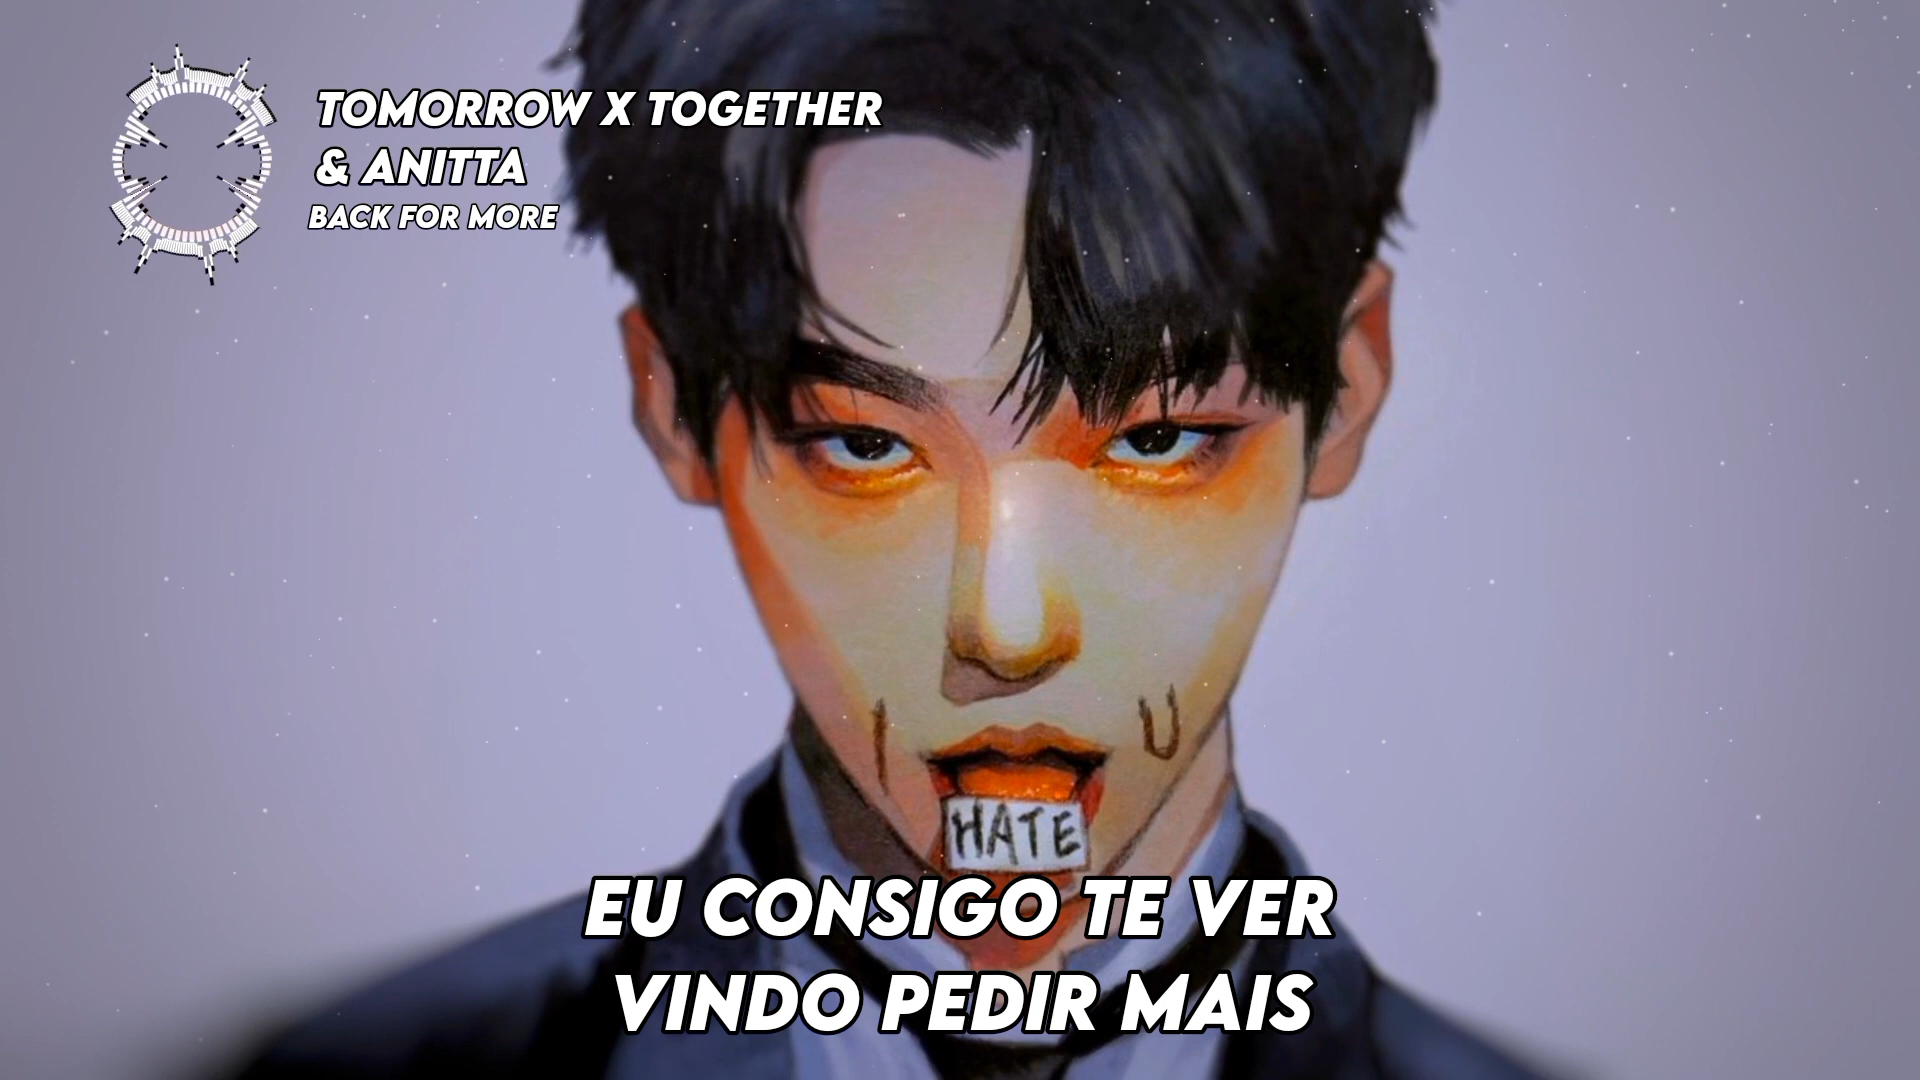 TOMORROW X TOGETHER
& ANITTA
BACK FOR MORE
I
U
HATE
EU CONSIGO TE VER
VINDO PEDIR MAIS